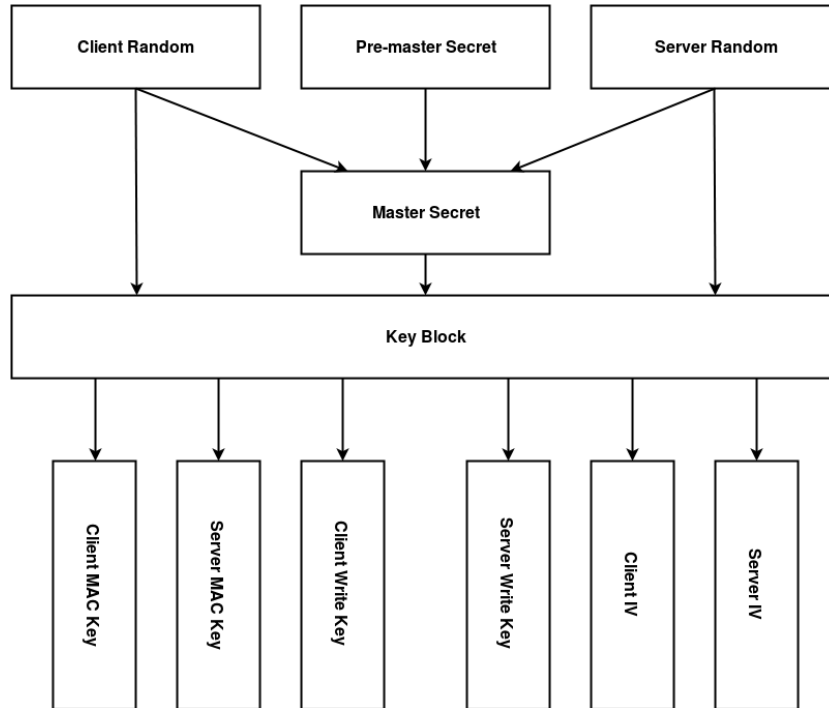 Client Random
Pre-master Secret
Server Random
Master Secret
Key Block
Client MAC Key
Server MAC Key
Client Write Key
Server Write Key
Client IV
Server IV